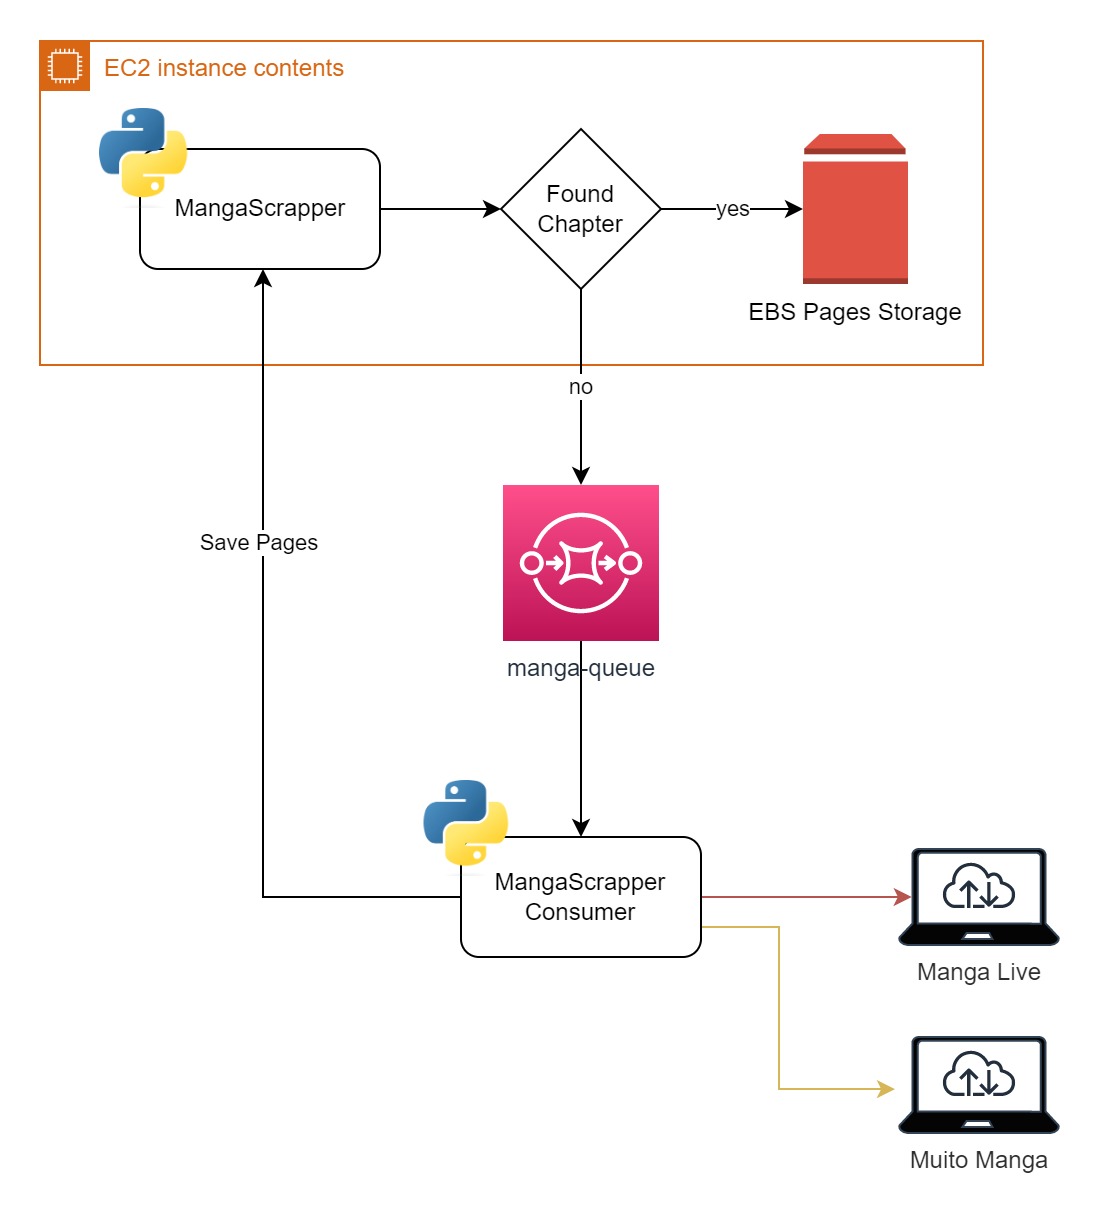 EC2 instance contents
MangaScrapper
Found
Chapter
yes
EBS Pages Storage
no
Save Pages
manga-queue
MangaScrapper
Consumer
Manga Live
Muito Manga